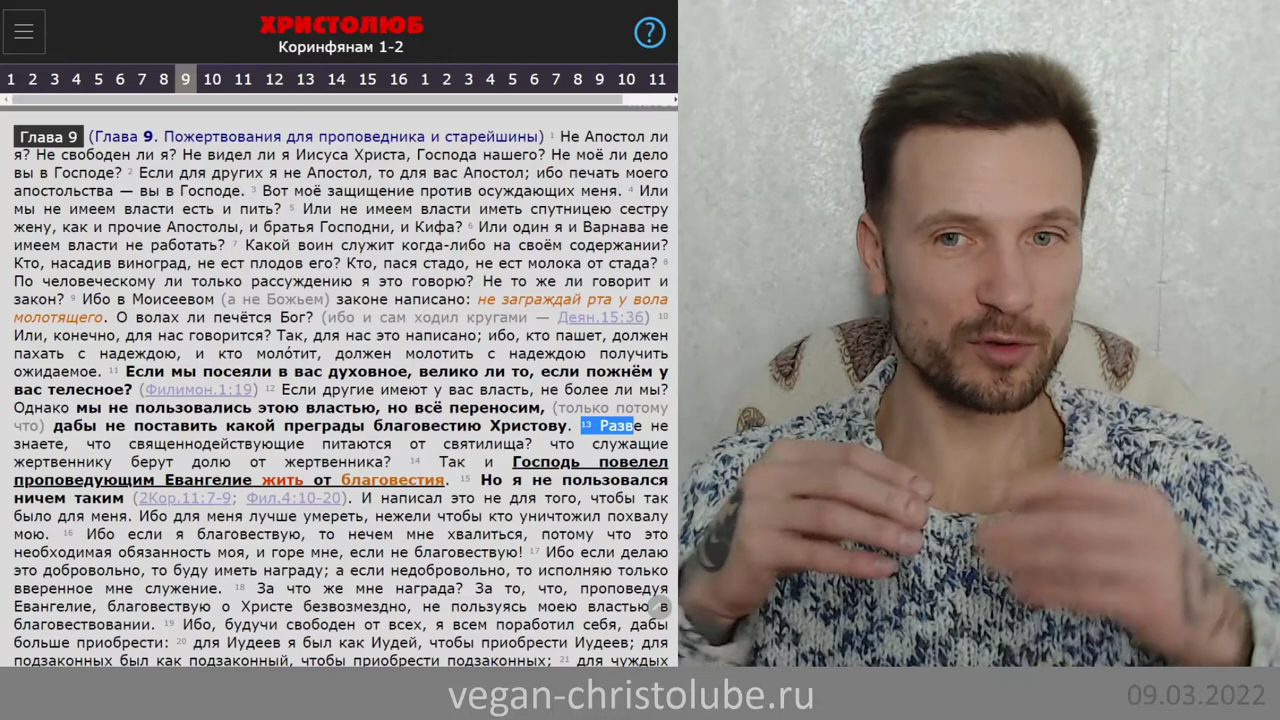 ХРИСТОЛЮБ
Коринфянам 1-2
?
1 2 3 4 5 6 7 8 9 10 11 12 13 14 15 16 1 2 3 4 5 6 7 8 9 10 11
Глава 9 (Глава 9. Пожертвования для проповедника и старейшины) 1 Не Апостол ли
я? Не свободен ли я? Не видел ли я Иисуса Христа, Господа нашего? Не моё ли дело
вы в Господе? 2 Если для других я не Апостол, то для вас Апостол; ибо печать моего
апостольства — вы в Господе. 3 Вот моё защищение против осуждающих меня. 4 Или
мы не имеем власти есть и пить? 5 Или не имеем власти иметь спутницею сестру
жену, как и прочие Апостолы, и братья Господни, и Кифа? 6 Или один я и Варнава не
имеем власти не работать? 7 Какой воин служит когда-либо на своём содержании?
Кто, насадив виноград, не ест плодов его? Кто, пася стадо, не ест молока от стада? 8
По человеческому ли только рассуждению я это говорю? Не то же ли говорит и
закон? 9 Ибо в Моисеевом (а не Божьем) законе написано: не заграждай рта у вола
молотящего. О волах ли печётся Бог? (ибо и сам ходил кругами — Деян.15:36) 10
Или, конечно, для нас говорится? Так, для нас это написано; ибо, кто пашет, должен
пахать с надеждою, и кто моло́тит, должен молотить с надеждою получить
ожидаемое. 11 Если мы посеяли в вас духовное, велико ли то, если пожнём у
вас телесное? (Филимон.1:19) 12 Если другие имеют у вас власть, не более ли мы?
Однако мы не пользовались этою властью, но всё переносим, (только потому
что) дабы не поставить какой преграды благовестию Христову. 13 Разве не
знаете, что священнодействующие питаются от святилища? что служащие
жертвеннику берут долю от жертвенника? 14 Так и Господь повелел
проповедующим Евангелие жить от благовестия. 15 Но я не пользовался
ничем таким (2Кор.11:7-9; Фил.4:10-20). И написал это не для того, чтобы так
было для меня. Ибо для меня лучше умереть, нежели чтобы кто уничтожил похвалу
мою. 16 Ибо если я благовествую, то нечем мне хвалиться, потому что это
необходимая обязанность моя, и горе мне, если не благовествую! 17 Ибо если делаю
это добровольно, то буду иметь награду; а если недобровольно, то исполняю только
вверенное мне служение. 18 За что же мне награда? За то, что, проповедуя
Евангелие, благовествую о Христе безвозмездно, не пользуясь моею властью в
благовествовании. 19 Ибо, будучи свободен от всех, я всем поработил себя, дабы
больше приобрести: 20 для Иудеев я был как Иудей, чтобы приобрести Иудеев; для
подзаконных был как подзаконный, чтобы приобрести подзаконных; 21 для чуждых
vegan-christolube.ru
09.03.2022